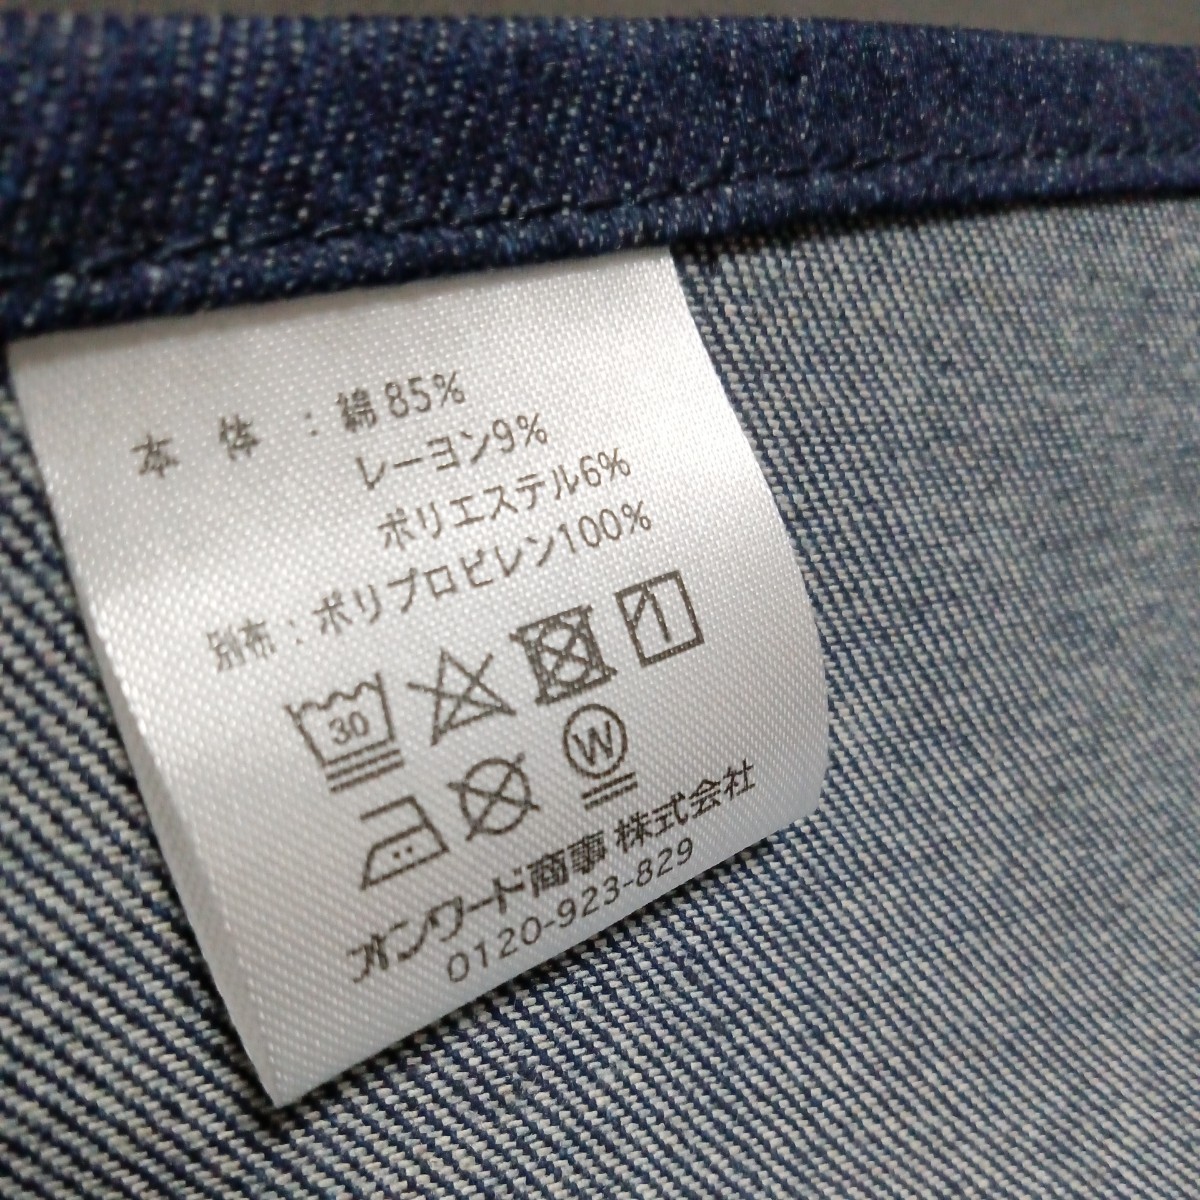 本体：綿85%
レーヨン9%
ポリエステル6%
別布：ポリプロピレン100%
30
W
オンワード商事株式会社
0120-923-829